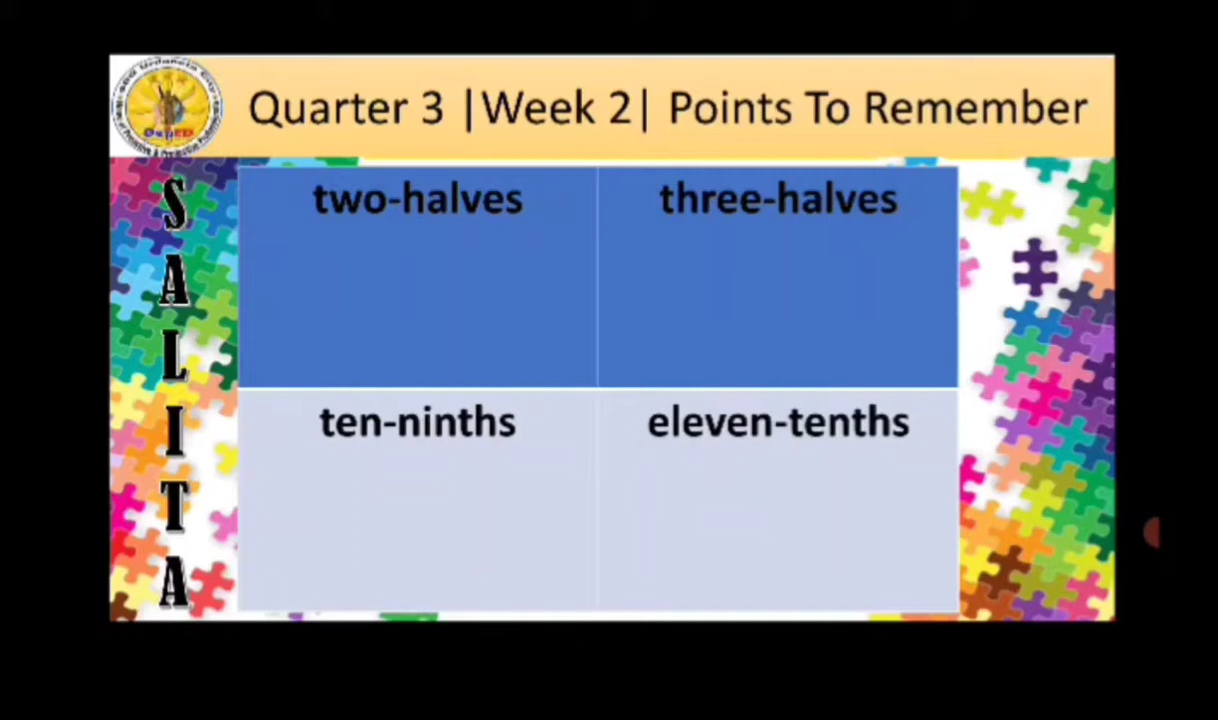 Quarter 3 |Week 2| Points To Remember
S
A
L
I
T
A
two-halves
three-halves
ten-ninths
eleven-tenths